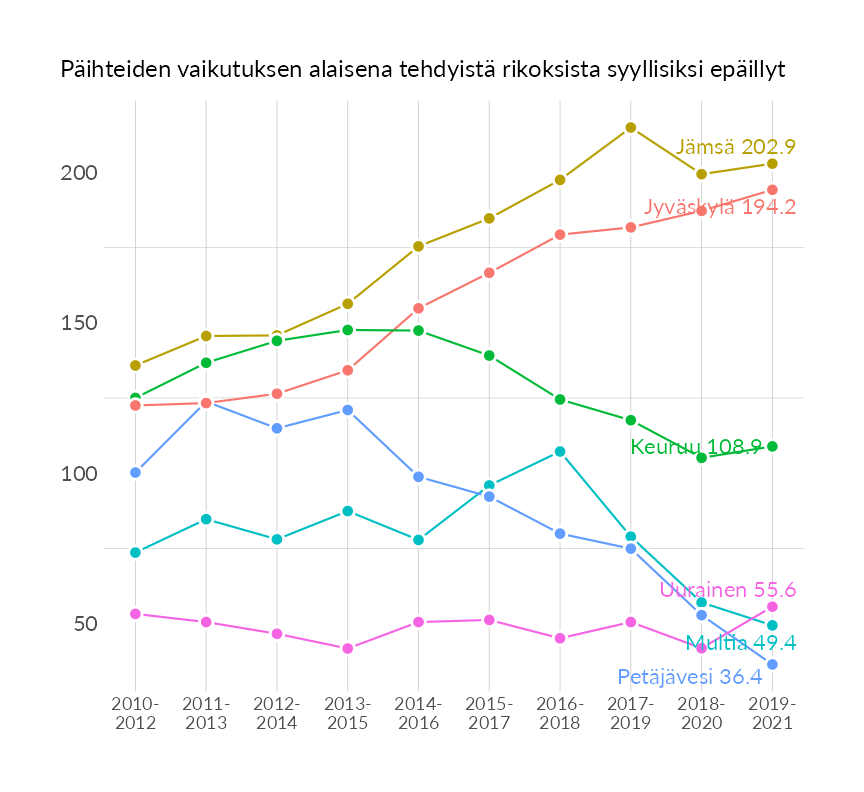 Päihteiden vaikutuksen alaisena tehdyistä rikoksista syyllisiksi epäillyt
Jämsä 202.9
200
Jyväskylä 194.2
150
Keuruu 108.9
100
Uurainen 55.6
50
Multia 49.4
Petäjävesi 36.4
2010- 2011- 2012- 2013- 2014- 2015- 2016- 2017- 2018- 2019-
2012 2013 2014 2015 2016 2017 2018 2019 2020 2021